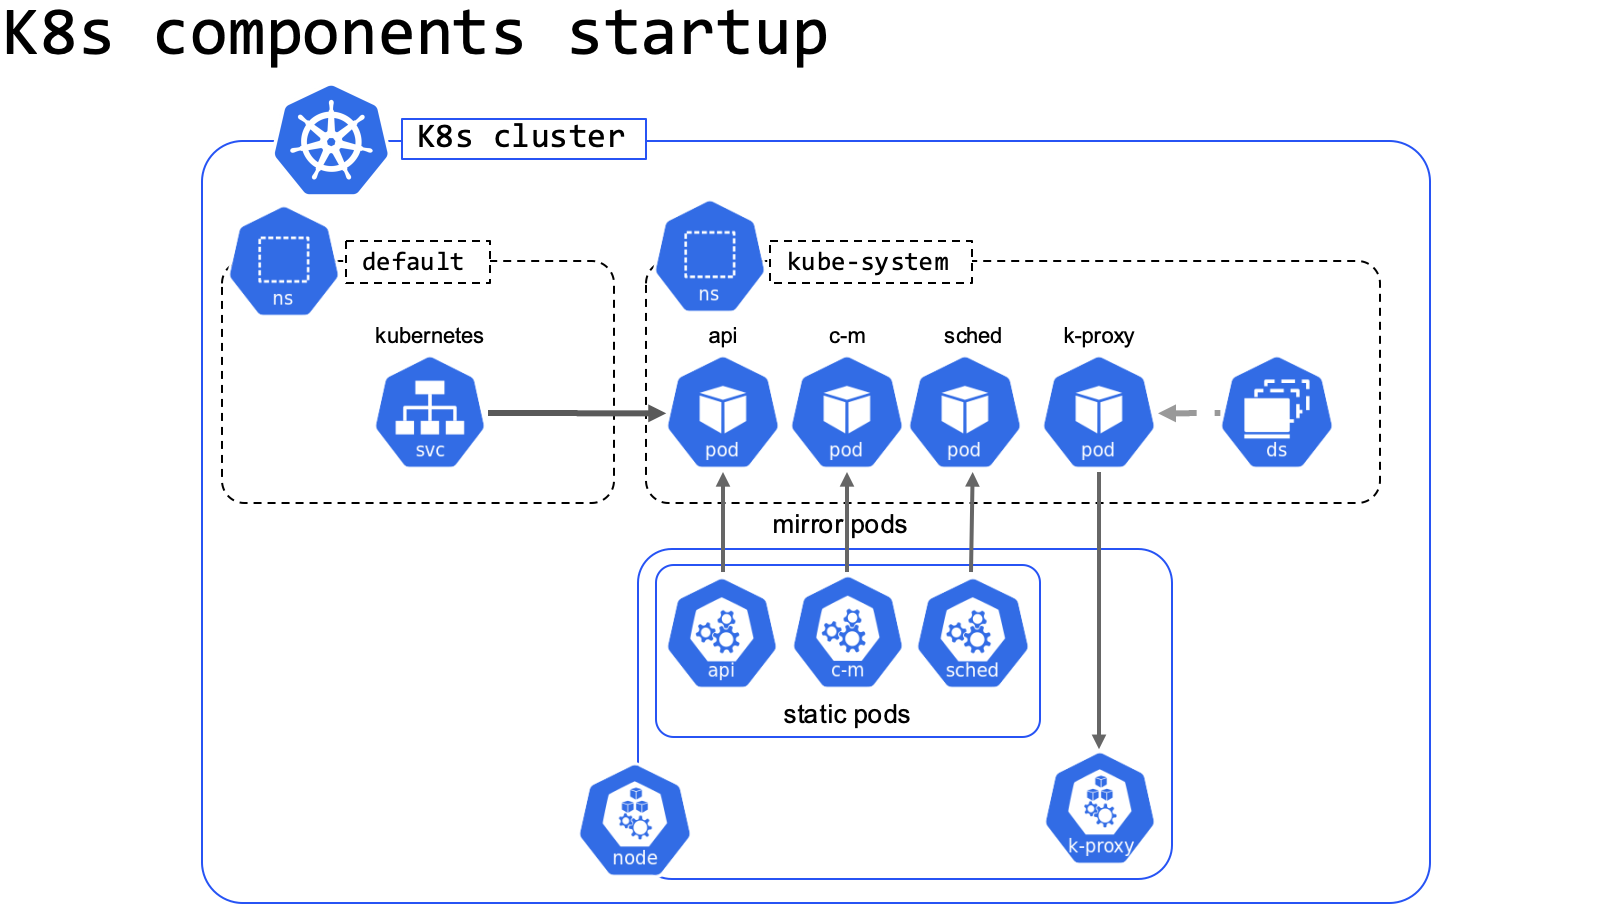 K8s components startup
K8s cluster
ns
default
ns
kube-system
kubernetes
api
c-m
sched
k-proxy
svc
pod
pod
pod
pod
ds
mirror pods
api
c-m
sched
static pods
node
k-proxy